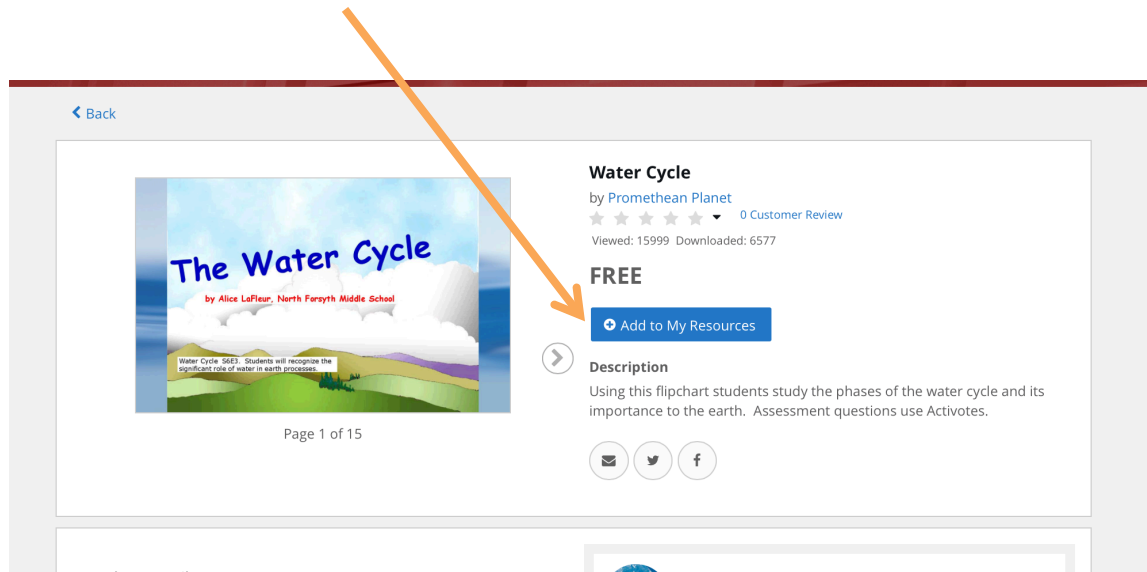 Back
The Water Cycle
by Alice LaFleur, North Forsyth Middle School
Water Cycle S6E3. Students will recognize the
significant role of water in earth processes.
Page 1 of 15
Water Cycle
by Promethean Planet
0 Customer Review
Viewed: 15999 Downloaded: 6577
FREE
Add to My Resources
Description
Using this flipchart students study the phases of the water cycle and its
importance to the earth. Assessment questions use Activotes.